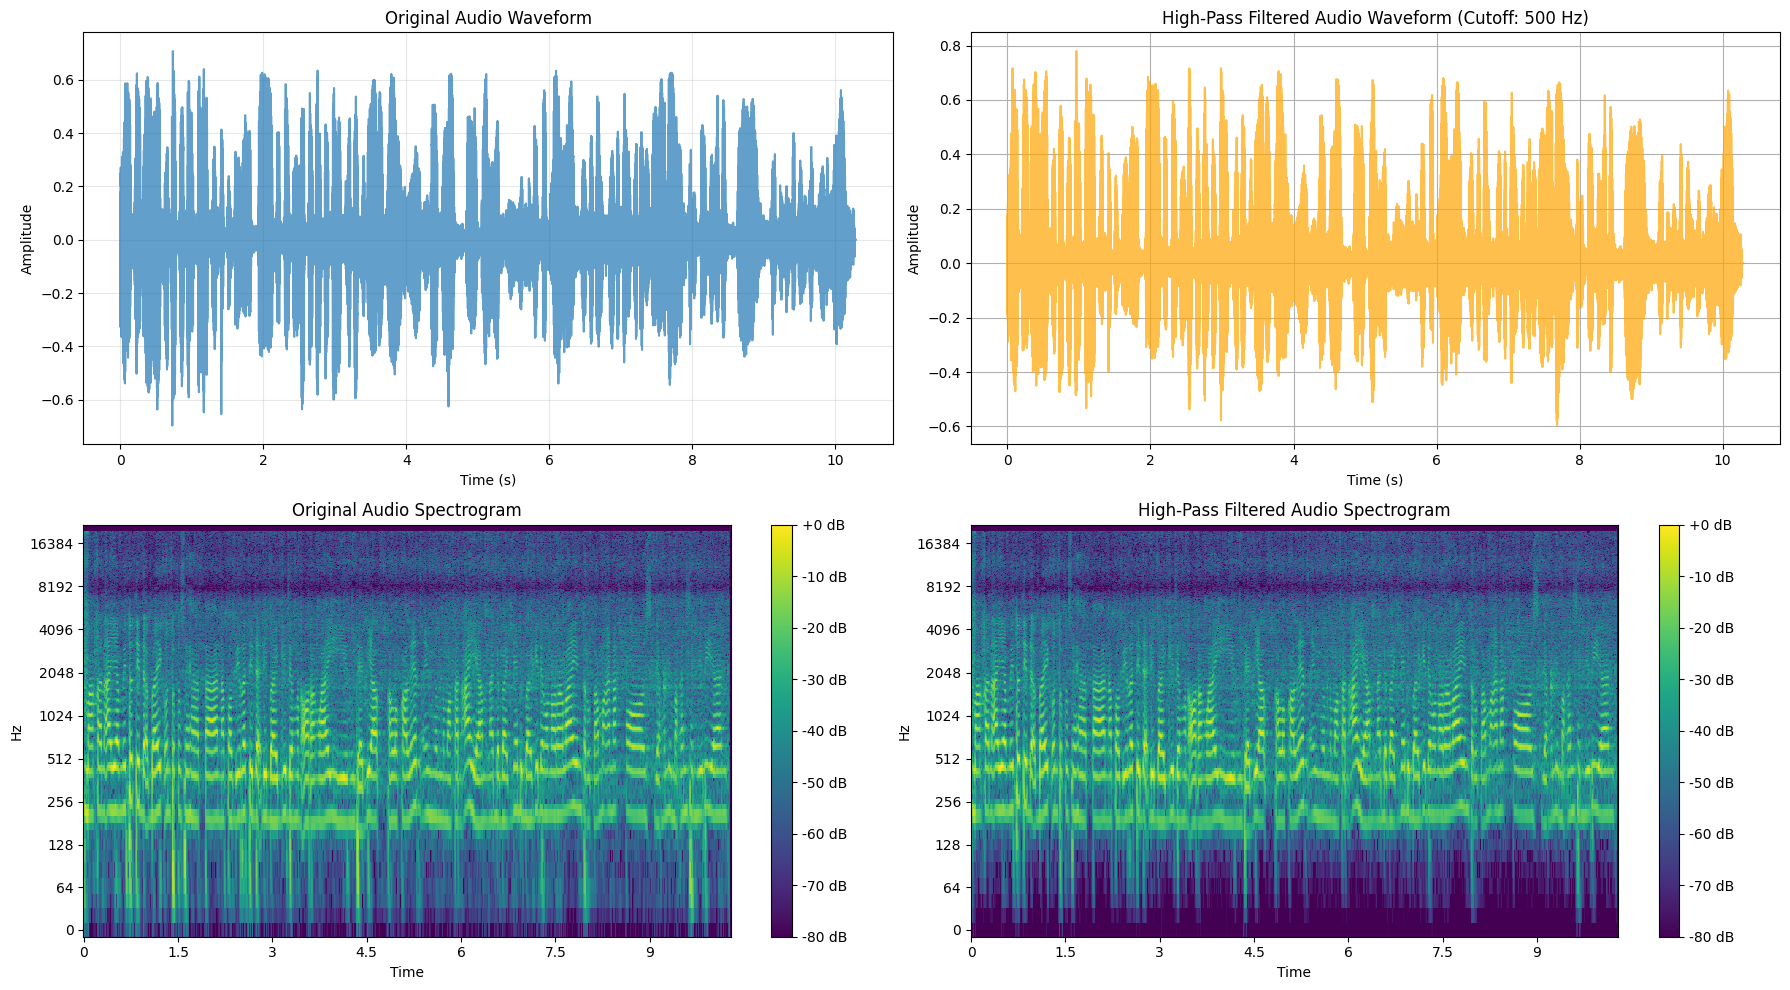 Original Audio Waveform
0.6
0.4
0.2
0.0
−0.2
−0.4
−0.6
Amplitude
0 2 4 6 8 10
Time (s)
High-Pass Filtered Audio Waveform (Cutoff: 500 Hz)
0.8
0.6
0.4
0.2
0.0
−0.2
−0.4
−0.6
Amplitude
0 2 4 6 8 10
Time (s)
Original Audio Spectrogram
16384
8192
4096
2048
1024
512
256
128
64
0
Hz
0 1.5 3 4.5 6 7.5 9
Time
+0 dB
-10 dB
-20 dB
-30 dB
-40 dB
-50 dB
-60 dB
-70 dB
-80 dB
High-Pass Filtered Audio Spectrogram
16384
8192
4096
2048
1024
512
256
128
64
0
Hz
0 1.5 3 4.5 6 7.5 9
Time
+0 dB
-10 dB
-20 dB
-30 dB
-40 dB
-50 dB
-60 dB
-70 dB
-80 dB